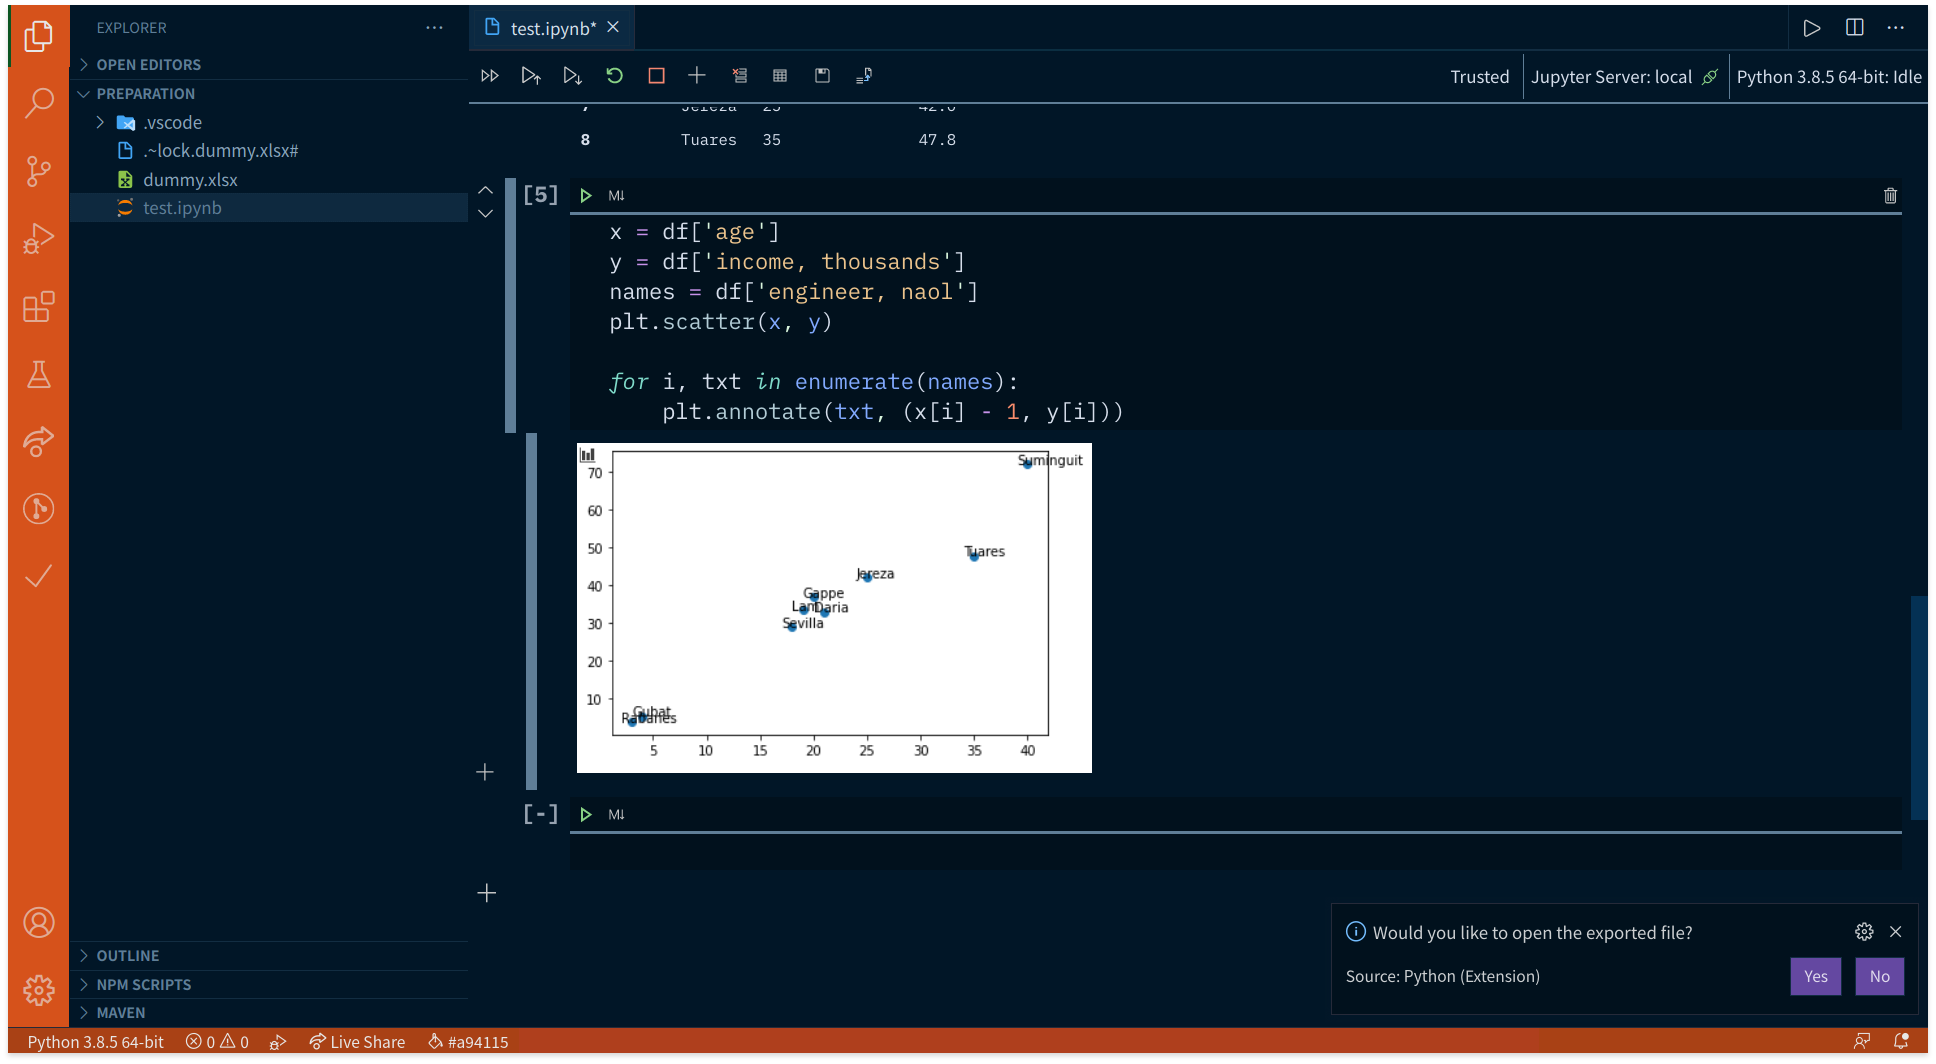 EXPLORER
OPEN EDITORS
PREPARATION
.vscode
.~lock.dummy.xlsx#
dummy.xlsx
test.ipynb
OUTLINE
NPM SCRIPTS
MAVEN
test.ipynb*
Trusted
Jupyter Server: local
Python 3.8.5 64-bit: Idle
Jereza 25
8 Tuares 35 47.8
[5]
M↓
x = df['age']
y = df['income, thousands']
names = df['engineer, naol']
plt.scatter(x, y)
for i, txt in enumerate(names):
plt.annotate(txt, (x[i] - 1, y[i]))
Suminguit
70
60
50
Tuares
Jereza
40
Gappe
Daria
30
Sevilla
20
10
Gubat
Rabanes
5 10 15 20 25 30 35 40
[-]
M↓
Would you like to open the exported file?
Source: Python (Extension)
Yes
No
Python 3.8.5 64-bit
0
0
Live Share
#a94115